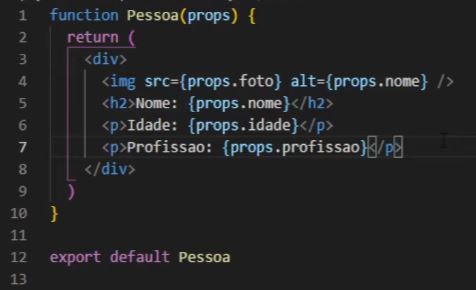 1 function Pessoa(props) {
2 return (
3 <div>
4 <img src={props.foto} alt={props.nome} />
5 <h2>Nome: {props.nome}</h2>
6 <p>Idade: {props.idade}</p>
7 <p>Profissao: {props.profissao}</p>
8 </div>
9 )
10 }
11
12 export default Pessoa
13